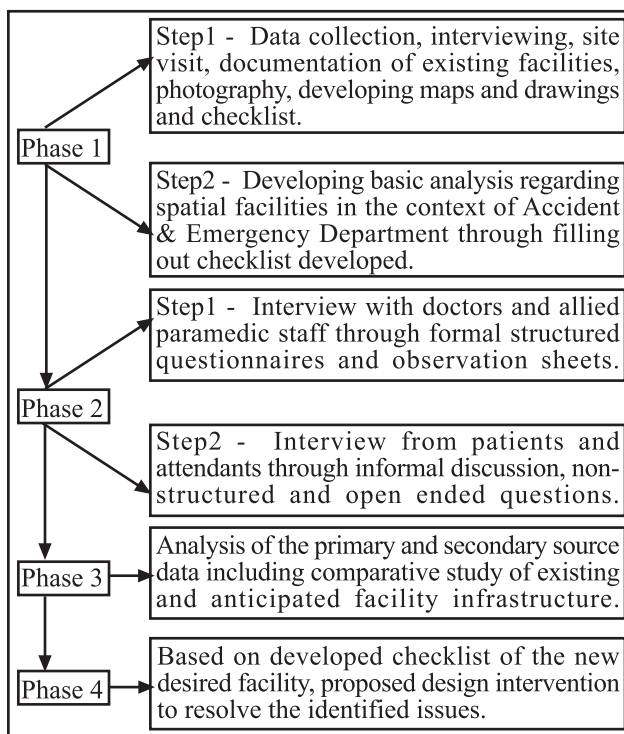 Step1 - Data collection, interviewing, site
visit, documentation of existing facilities,
photography, developing maps and drawings
and checklist.
Phase 1
Step2 - Developing basic analysis regarding
spatial facilities in the context of Accident
& Emergency Department through filling
out checklist developed.
Step1 - Interview with doctors and allied
paramedic staff through formal structured
questionnaires and observation sheets.
Phase 2
Step2 - Interview from patients and
attendants through informal discussion, non-
structured and open ended questions.
Phase 3
Analysis of the primary and secondary source
data including comparative study of existing
and anticipated facility infrastructure.
Phase 4
Based on developed checklist of the new
desired facility, proposed design intervention
to resolve the identified issues.